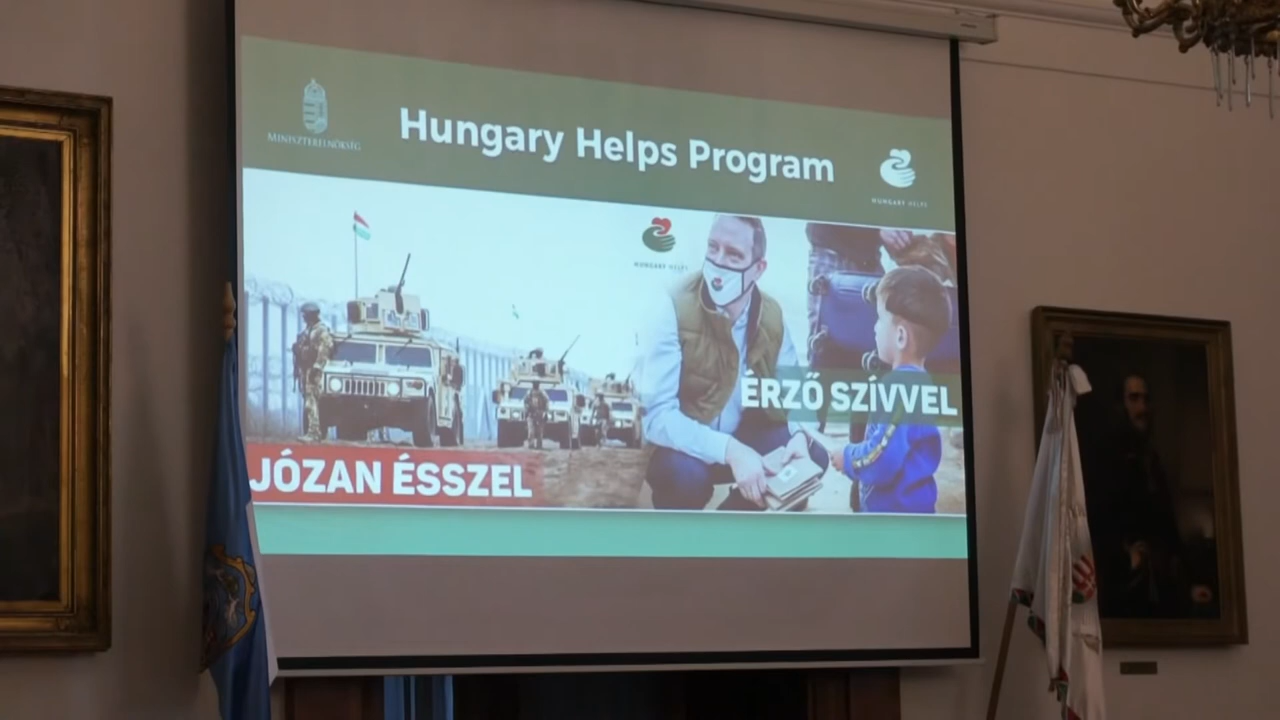 Hungary Helps Program
MINISZTERELNÖKSÉG
HUNGARY HELPS
HUNGARY HELPS
ÉRZŐ SZÍVVEL
JÓZAN ÉSSZEL